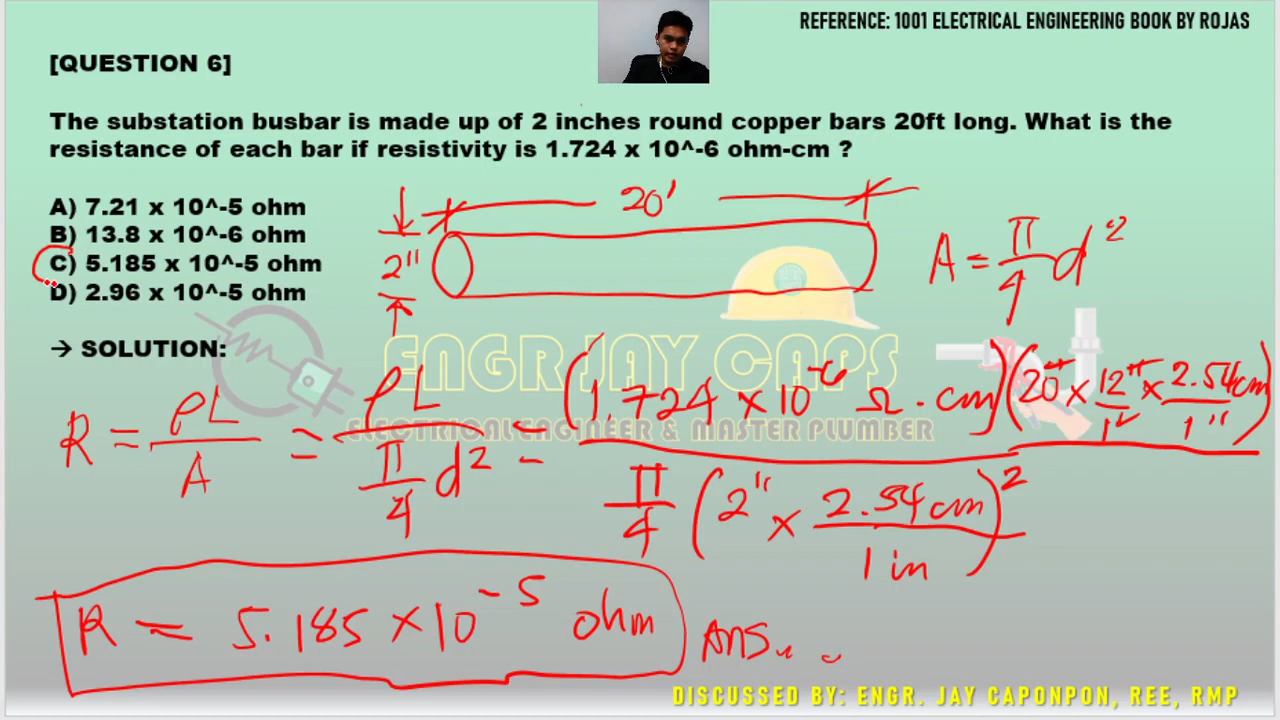 REFERENCE: 1001 ELECTRICAL ENGINEERING BOOK BY ROJAS
[QUESTION 6]
The substation busbar is made up of 2 inches round copper bars 20ft long. What is the
resistance of each bar if resistivity is 1.724 x 10^-6 ohm-cm ?
A) 7.21 x 10^-5 ohm
B) 13.8 x 10^-6 ohm
C) 5.185 x 10^-5 ohm
D) 2.96 x 10^-5 ohm
20'
2"
A = π/4 d²
→ SOLUTION:
ENGR JAY CAPS
ELECTRICAL ENGINEER & MASTER PLUMBER
R = ρL/A = ρL/(π/4 d²) = (1.724 x 10^-6 Ω·cm)(20' x 12"/1' x 2.54cm/1")/(π/4 (2" x 2.54cm/1in)²)
R = 5.185 x 10^-5 ohm Ans..
DISCUSSED BY: ENGR. JAY CAPONPON, REE, RMP